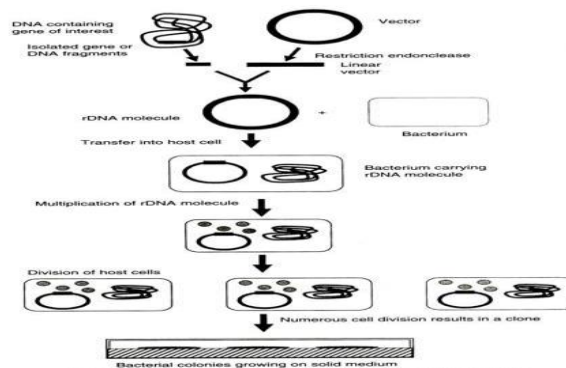 DNA containing
gene of interest
Vector
Isolated gene or
DNA fragments
Restriction endonclease
Linear
vector
rDNA molecule
+
Bacterium
Transfer into host cell
Bacterium carrying
rDNA molecule
Multiplication of rDNA molecule
Division of host cells
Numerous cell division results in a clone
Bacterial colonies growing on solid medium